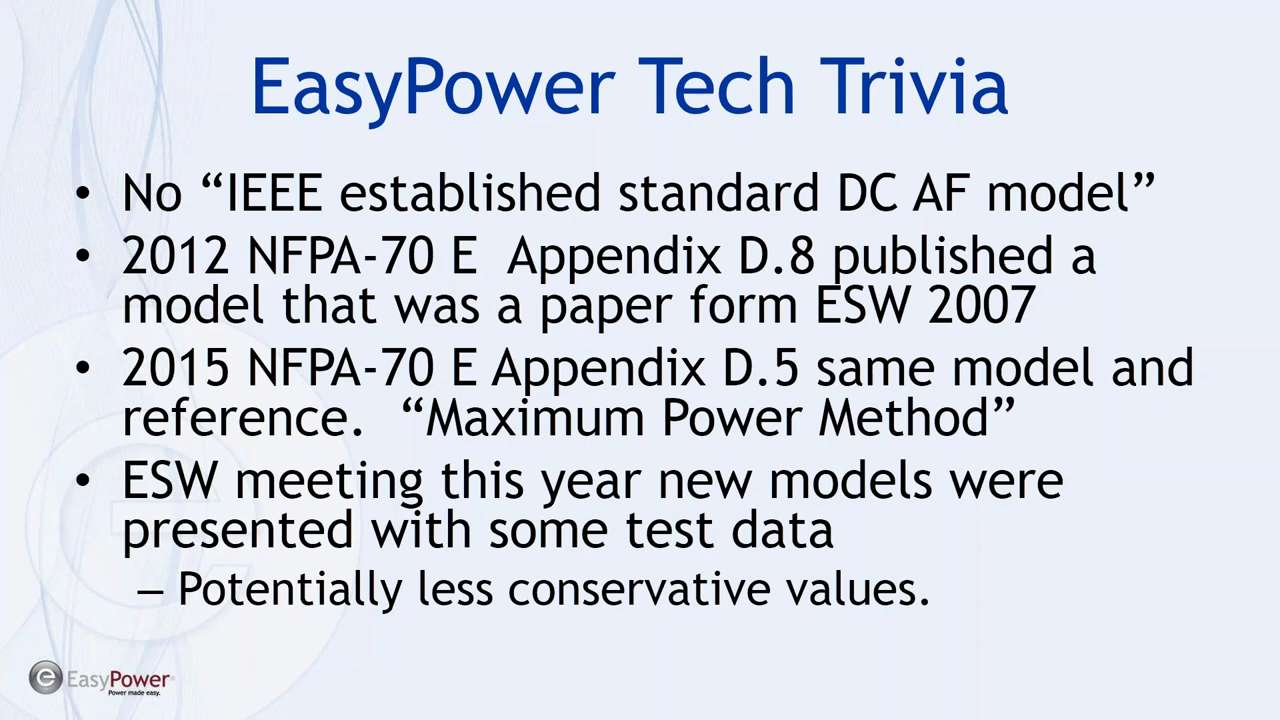 EasyPower Tech Trivia
• No “IEEE established standard DC AF model”
• 2012 NFPA-70 E  Appendix D.8 published a
model that was a paper form ESW 2007
• 2015 NFPA-70 E Appendix D.5 same model and
reference.  “Maximum Power Method”
• ESW meeting this year new models were
presented with some test data
– Potentially less conservative values.
e EasyPower
Power made easy.